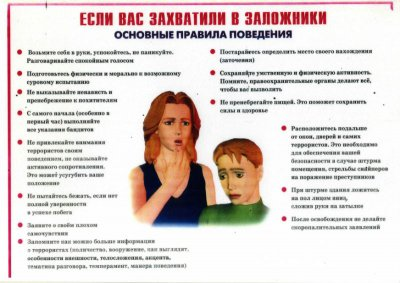 ЕСЛИ ВАС ЗАХВАТИЛИ В ЗАЛОЖНИКИ
ОСНОВНЫЕ ПРАВИЛА ПОВЕДЕНИЯ
Возьмите себя в руки, успокойтесь, не паникуйте.
Разговаривайте спокойным голосом
Подготовьтесь физически и морально к возможному
суровому испытанию
Не выказывайте ненависть и
пренебрежение к похитителям
С самого начала (особенно в
первый час) выполняйте
все указания бандитов
Не привлекайте внимания
террористов своим
поведением, не оказывайте
активного сопротивления.
Это может усугубить ваше
положение
Не пытайтесь бежать, если нет
полной уверенности
в успехе побега
Заявите о своём плохом
самочувствии
Запомните как можно больше информации
о террористах (количество, вооружение, как выглядят,
особенности внешности, телосложения, акцента,
тематика разговора, темперамент, манера поведения)
Постарайтесь определить место своего нахождения
(заточения)
Сохраняйте умственную и физическую активность.
Помните, правоохранительные органы делают всё,
чтобы вас вызволить
Не пренебрегайте пищей. Это поможет сохранить
силы и здоровье
Расположитесь подальше
от окон, дверей и самих
террористов. Это необходимо
для обеспечения вашей
безопасности в случае штурма
помещения, стрельбы снайперов
на поражение преступников
При штурме здания ложитесь
на пол лицом вниз,
сложив руки на затылке
После освобождения не делайте
скоропалительных заявлений